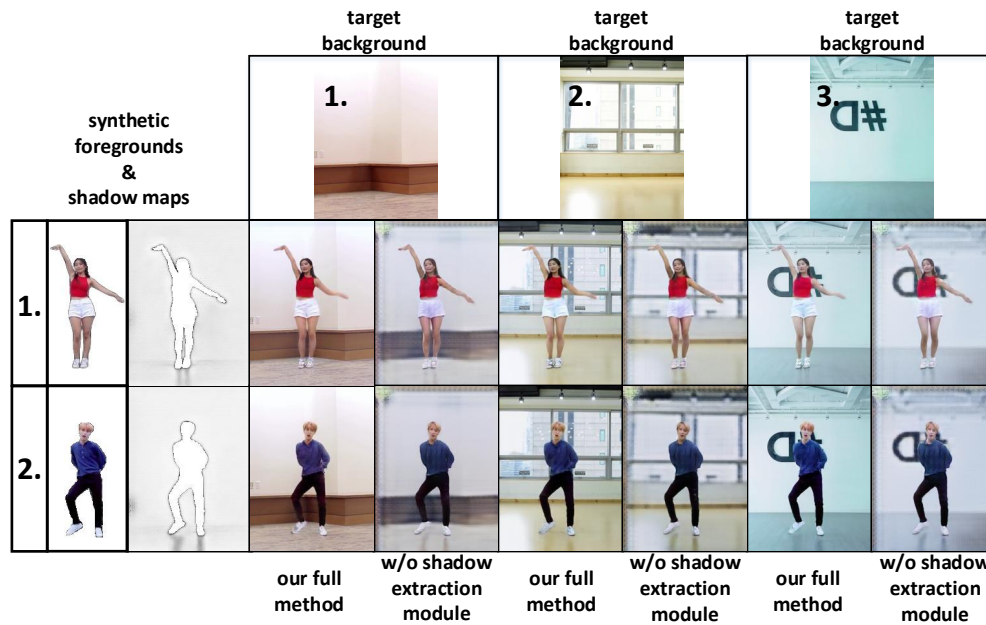 target
background
target
background
target
background
1.
2.
3.
#D
synthetic
foregrounds
&
shadow maps
1.
2.
our full
method
w/o shadow
extraction
module
our full
method
w/o shadow
extraction
module
our full
method
w/o shadow
extraction
module